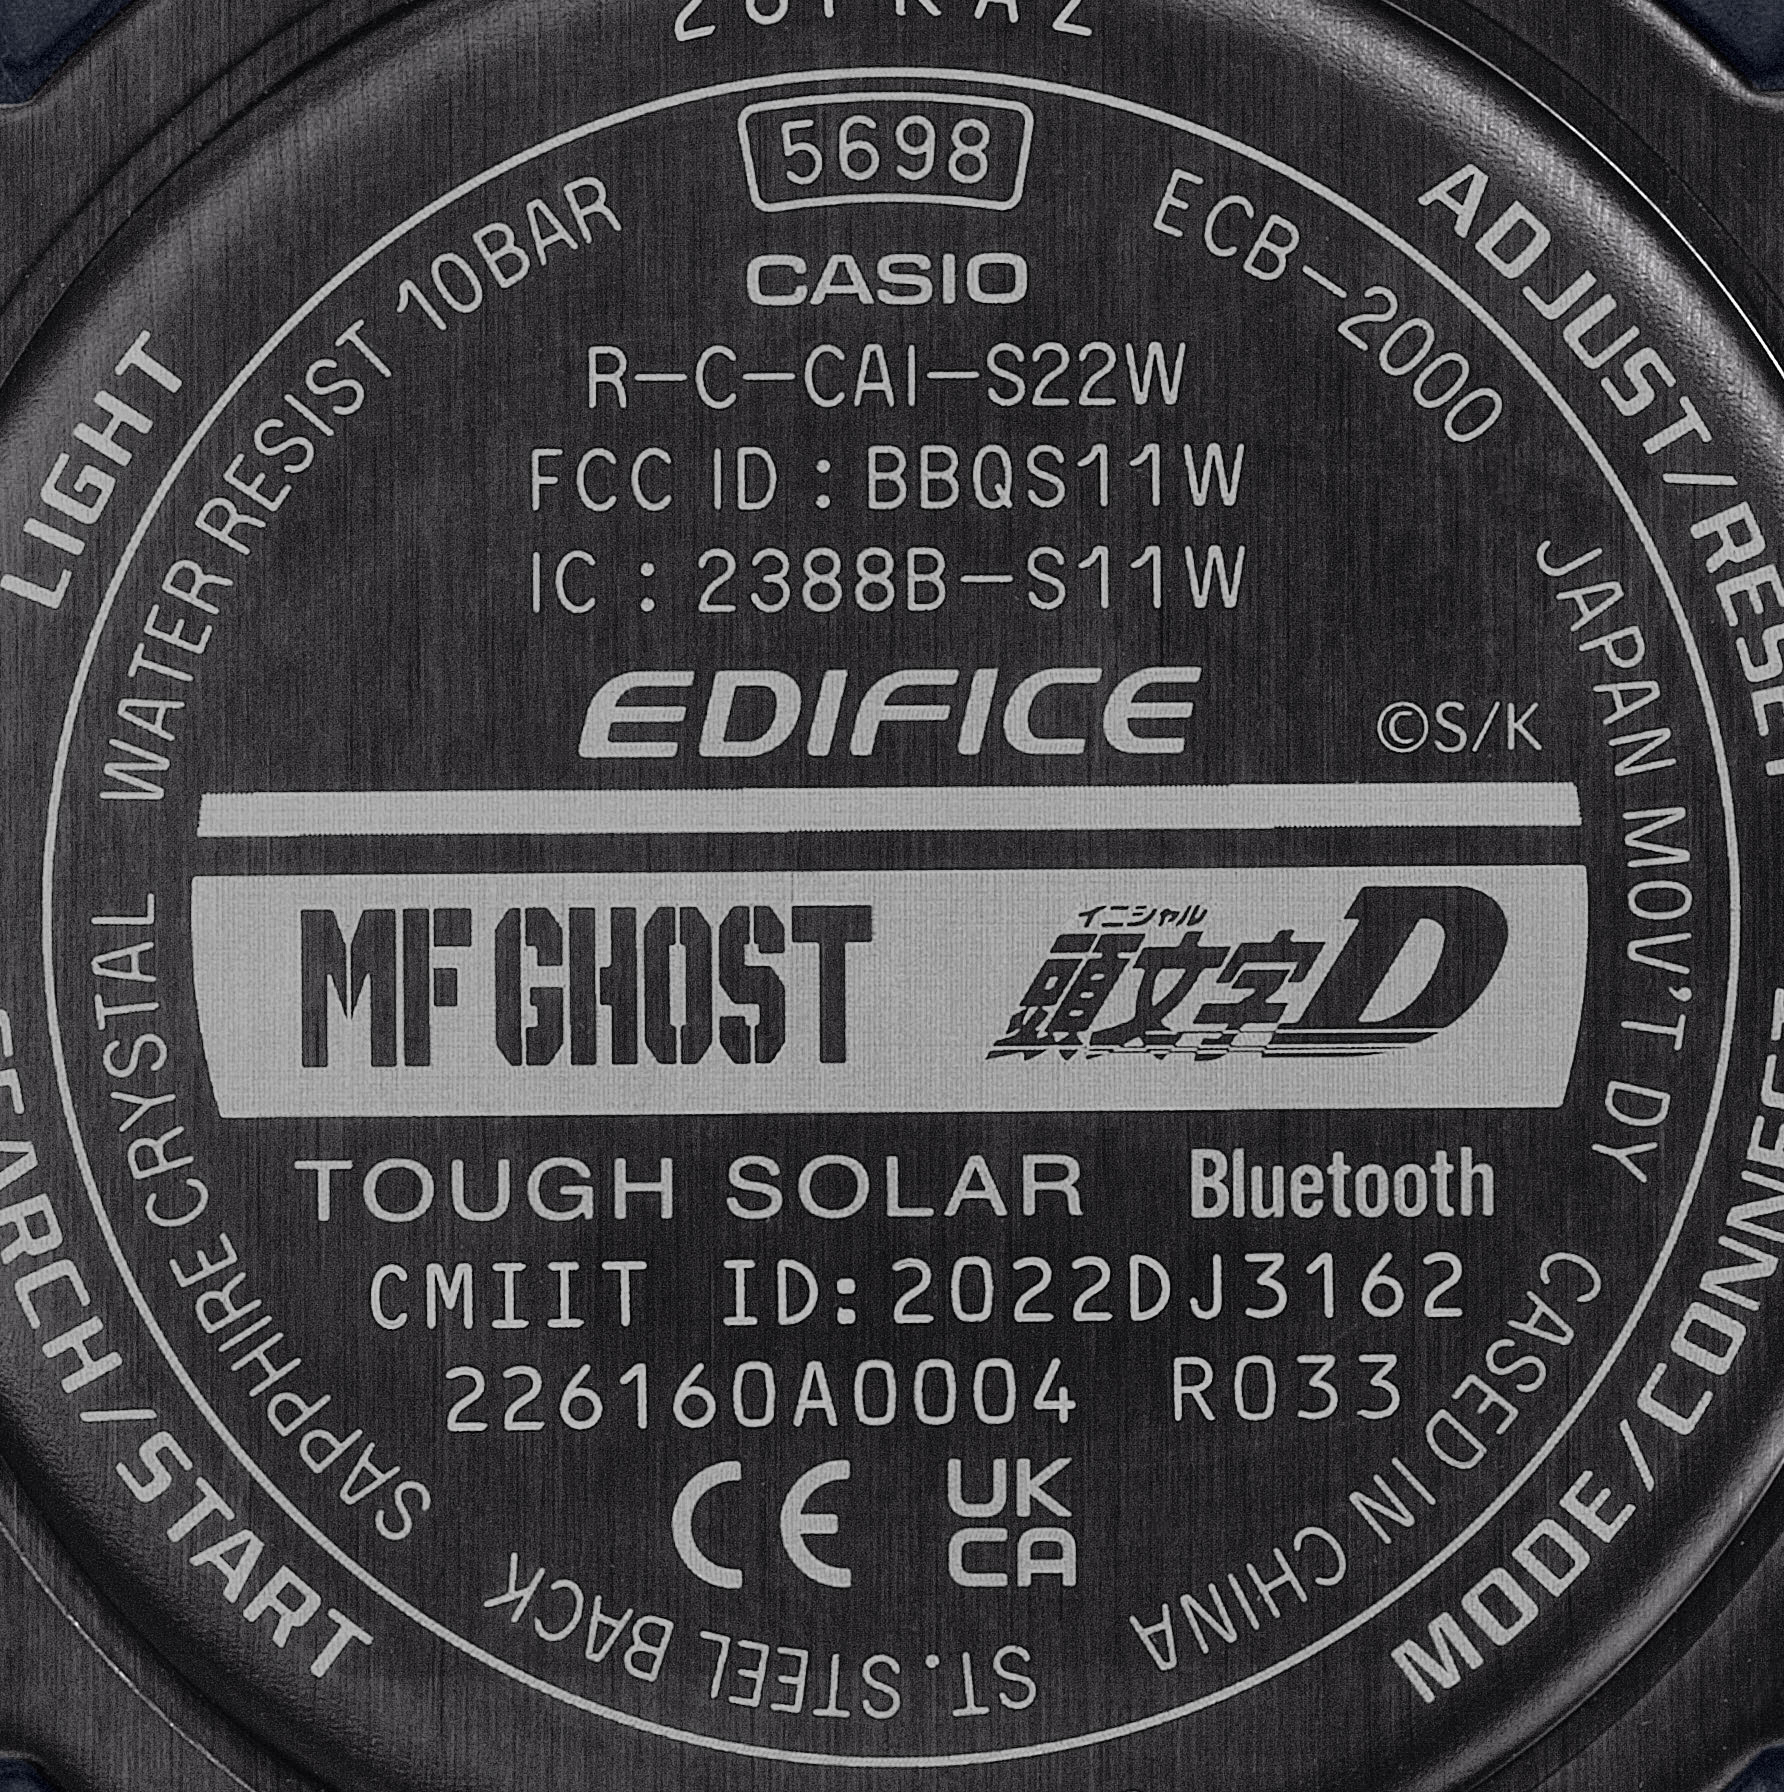 5698
CASIO
R-C-CAI-S22W
FCC ID : BBQS11W
IC : 2388B-S11W
EDIFICE
©S/K
MF GHOST
イニシャル
頭文字D
TOUGH SOLAR Bluetooth
CMIIT ID:2022DJ3162
226160A0004 R033
CE
UK
CA
ECB-2000
JAPAN MOV'T DY
CASED IN CHINA
ST. STEEL BACK
SAPPHIRE CRYSTAL
WATER RESIST 10BAR
LIGHT
ADJUST/RESET
MODE/CONNECT
SEARCH/START